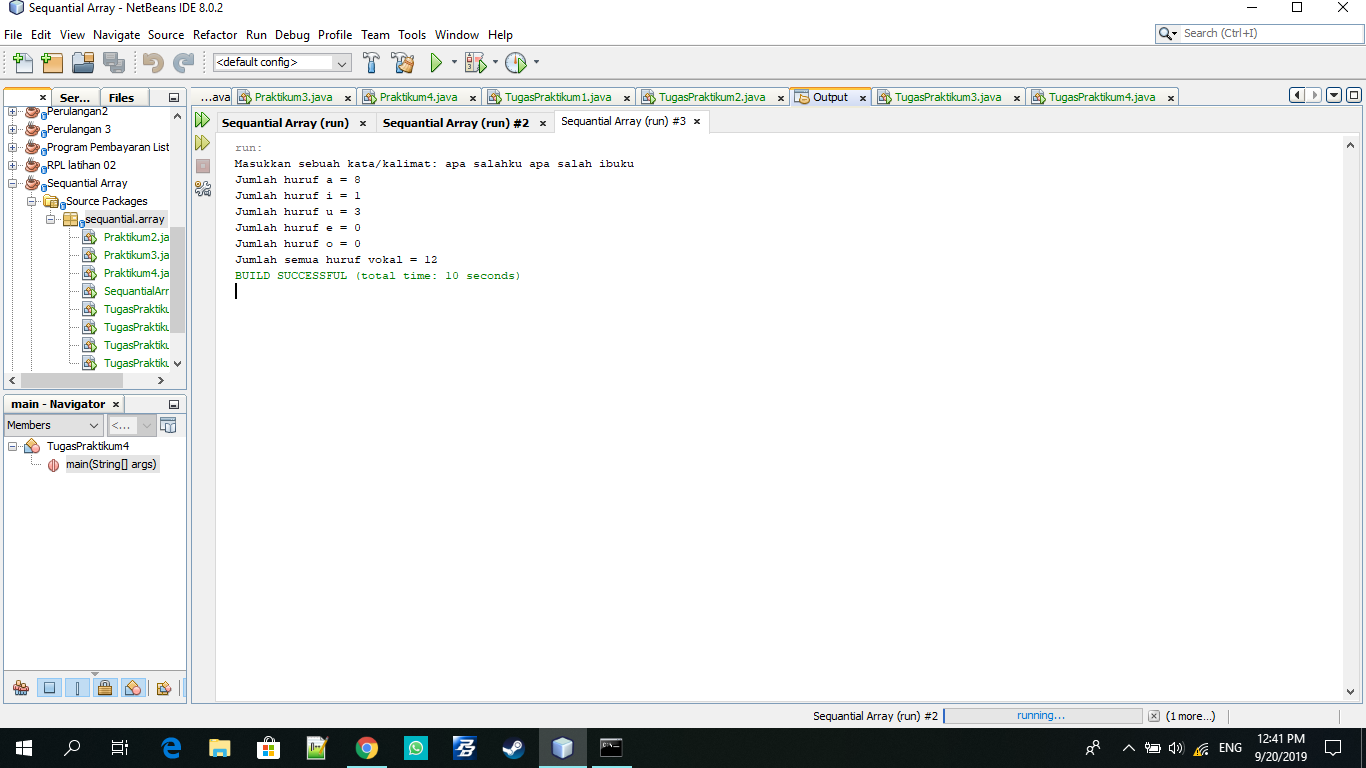 Sequantial Array - NetBeans IDE 8.0.2
File Edit View Navigate Source Refactor Run Debug Profile Team Tools Window Help
Search (Ctrl+I)
<default config>
Ser... Files
...ava Praktikum3.java Praktikum4.java TugasPraktikum1.java TugasPraktikum2.java Output TugasPraktikum3.java TugasPraktikum4.java
Sequantial Array (run) Sequantial Array (run) #2 Sequantial Array (run) #3
Perulangan2
Perulangan 3
Program Pembayaran List
RPL latihan 02
Sequantial Array
Source Packages
sequantial.array
Praktikum2.ja
Praktikum3.ja
Praktikum4.ja
SequantialArr
TugasPraktiku
TugasPraktiku
TugasPraktiku
TugasPraktiku
run:
Masukkan sebuah kata/kalimat: apa salahku apa salah ibuku
Jumlah huruf a = 8
Jumlah huruf i = 1
Jumlah huruf u = 3
Jumlah huruf e = 0
Jumlah huruf o = 0
Jumlah semua huruf vokal = 12
BUILD SUCCESSFUL (total time: 10 seconds)
main - Navigator
Members <...
TugasPraktikum4
main(String[] args)
Sequantial Array (run) #2 running... (1 more...)
ENG
12:41 PM
9/20/2019